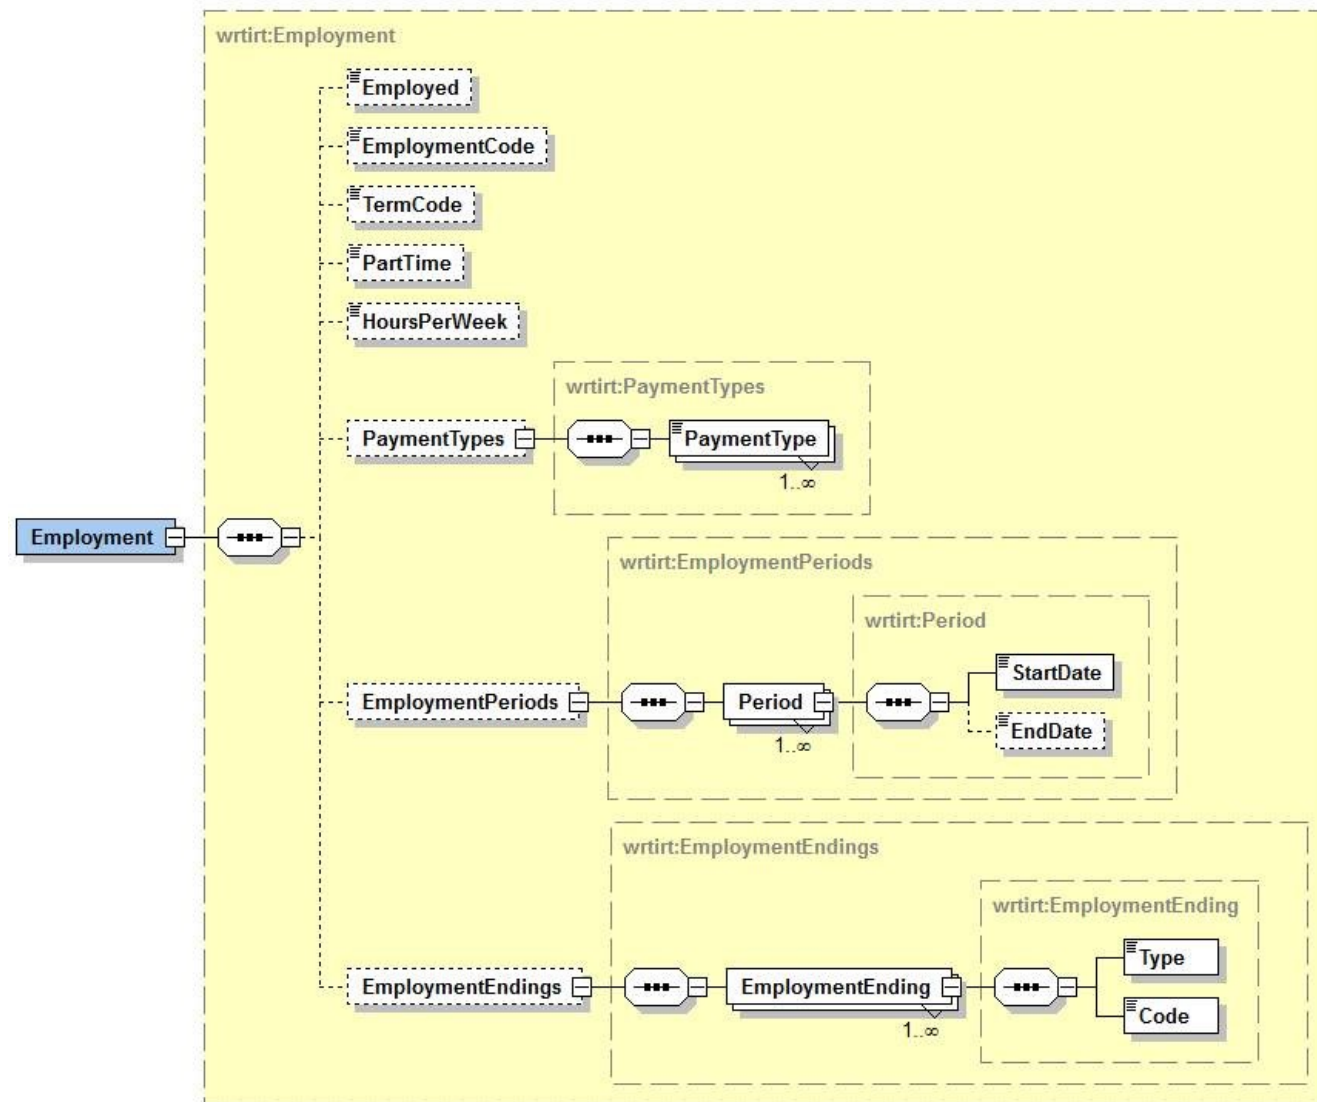 wrtirt:Employment
Employed
EmploymentCode
TermCode
PartTime
HoursPerWeek
wrtirt:PaymentTypes
PaymentTypes
PaymentType
1..∞
Employment
wrtirt:EmploymentPeriods
wrtirt:Period
StartDate
EmploymentPeriods
Period
EndDate
1..∞
wrtirt:EmploymentEndings
wrtirt:EmploymentEnding
Type
EmploymentEndings
EmploymentEnding
Code
1..∞